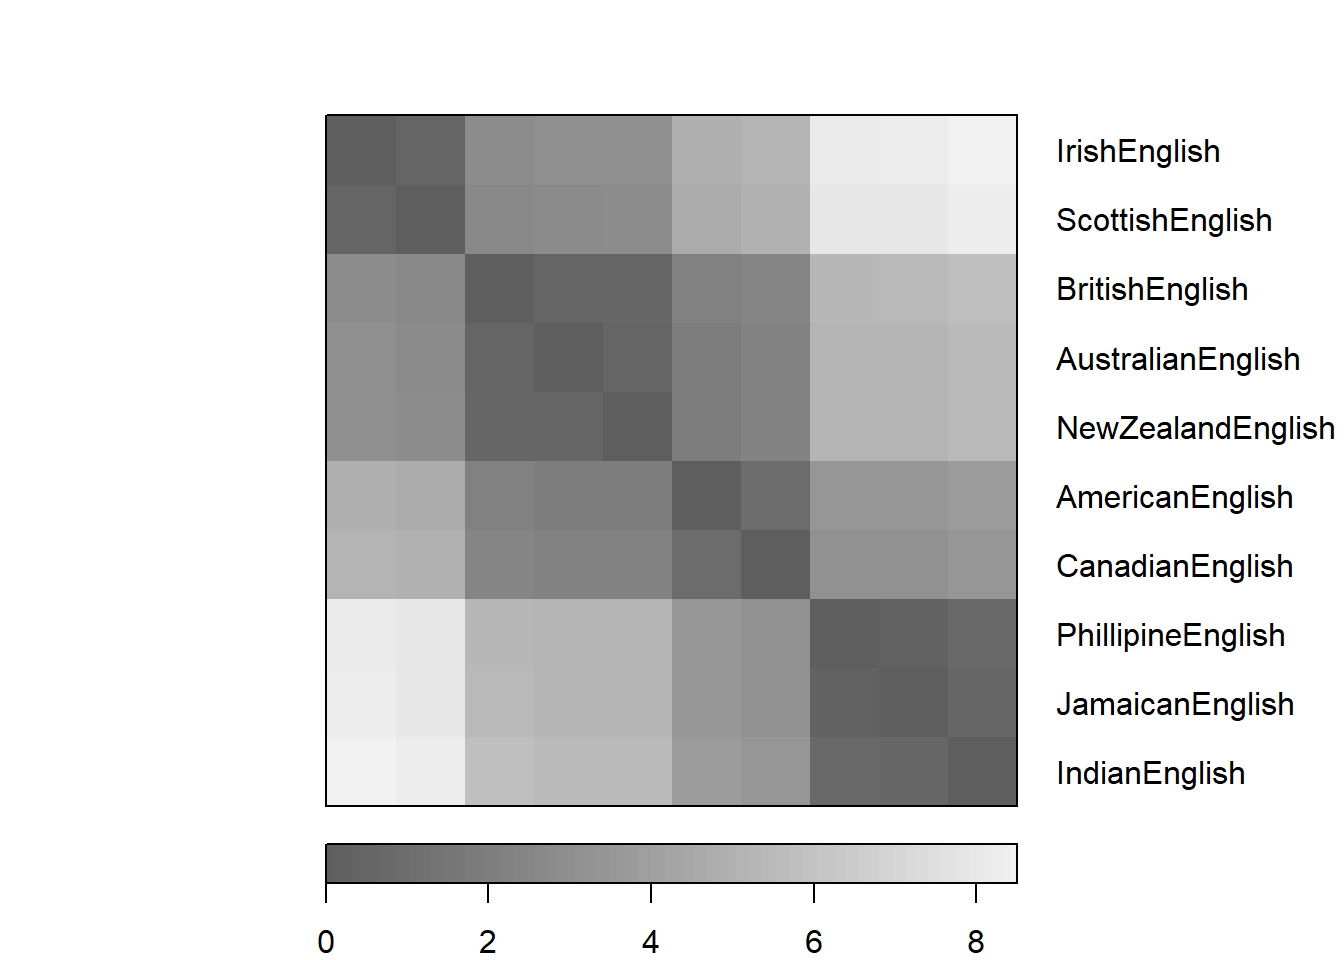 IrishEnglish
ScottishEnglish
BritishEnglish
AustralianEnglish
NewZealandEnglish
AmericanEnglish
CanadianEnglish
PhillipineEnglish
JamaicanEnglish
IndianEnglish
0 2 4 6 8